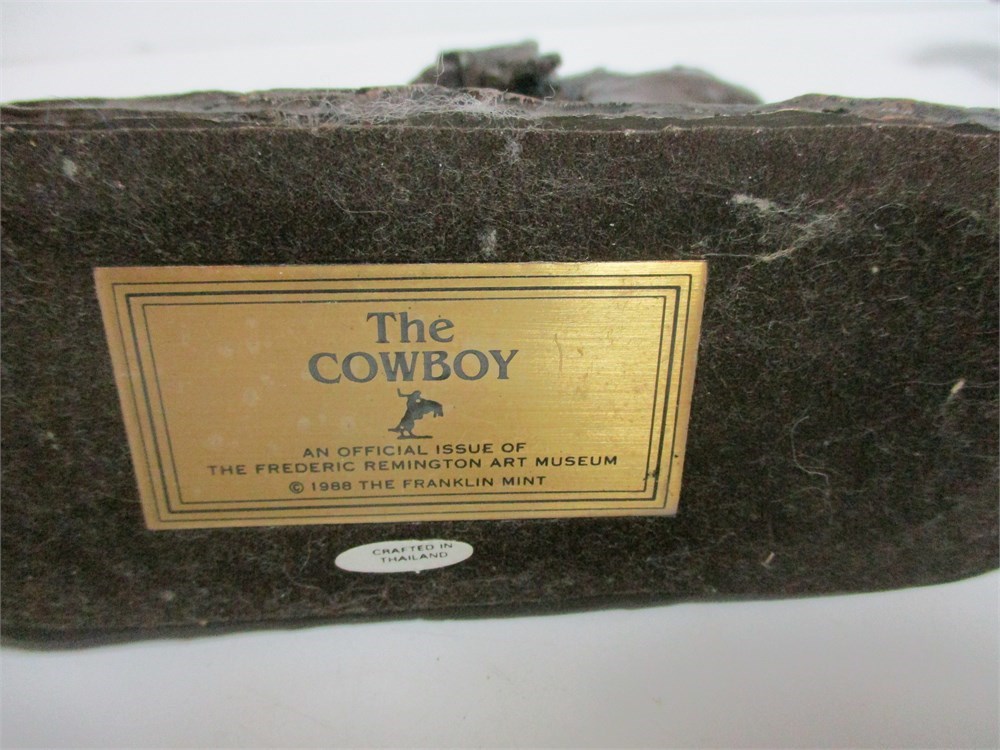 The
COWBOY
AN OFFICIAL ISSUE OF
THE FREDERIC REMINGTON ART MUSEUM
© 1988 THE FRANKLIN MINT
CRAFTED IN
THAILAND